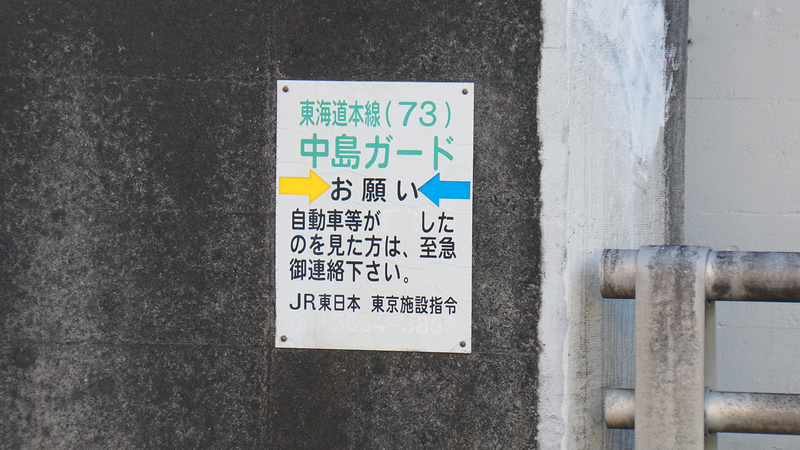 東海道本線(73)
中島ガード
お願い
自動車等が した
のを見た方は、至急
御連絡下さい。
JR東日本 東京施設指令